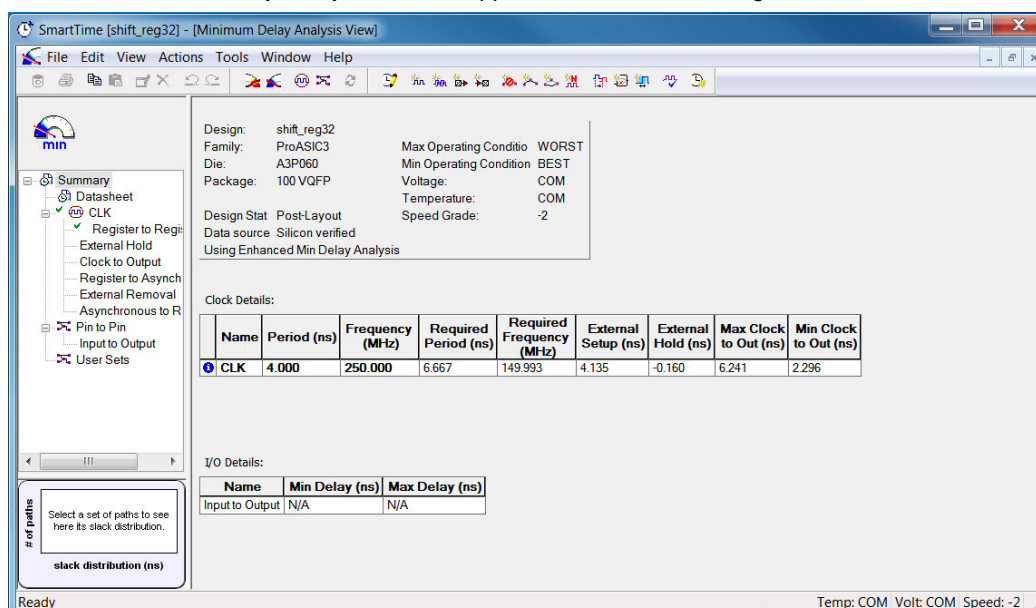 SmartTime [shift_reg32] - [Minimum Delay Analysis View]
File Edit View Actions Tools Window Help
min
Summary
Datasheet
CLK
Register to Regi
External Hold
Clock to Output
Register to Asynch
External Removal
Asynchronous to R
Pin to Pin
Input to Output
User Sets
# of paths
Select a set of paths to see
here its slack distribution.
slack distribution (ns)
Design: shift_reg32
Family: ProASIC3 Max Operating Conditio WORST
Die: A3P060 Min Operating Condition BEST
Package: 100 VQFP Voltage: COM
Temperature: COM
Design Stat Post-Layout Speed Grade: -2
Data source Silicon verified
Using Enhanced Min Delay Analysis
Clock Details:
Name Period (ns) Frequency (MHz) Required Period (ns) Required Frequency (MHz) External Setup (ns) External Hold (ns) Max Clock to Out (ns) Min Clock to Out (ns)
CLK 4.000 250.000 6.667 149.993 4.135 -0.160 6.241 2.296
I/O Details:
Name Min Delay (ns) Max Delay (ns)
Input to Output N/A N/A
Ready Temp: COM Volt: COM Speed: -2